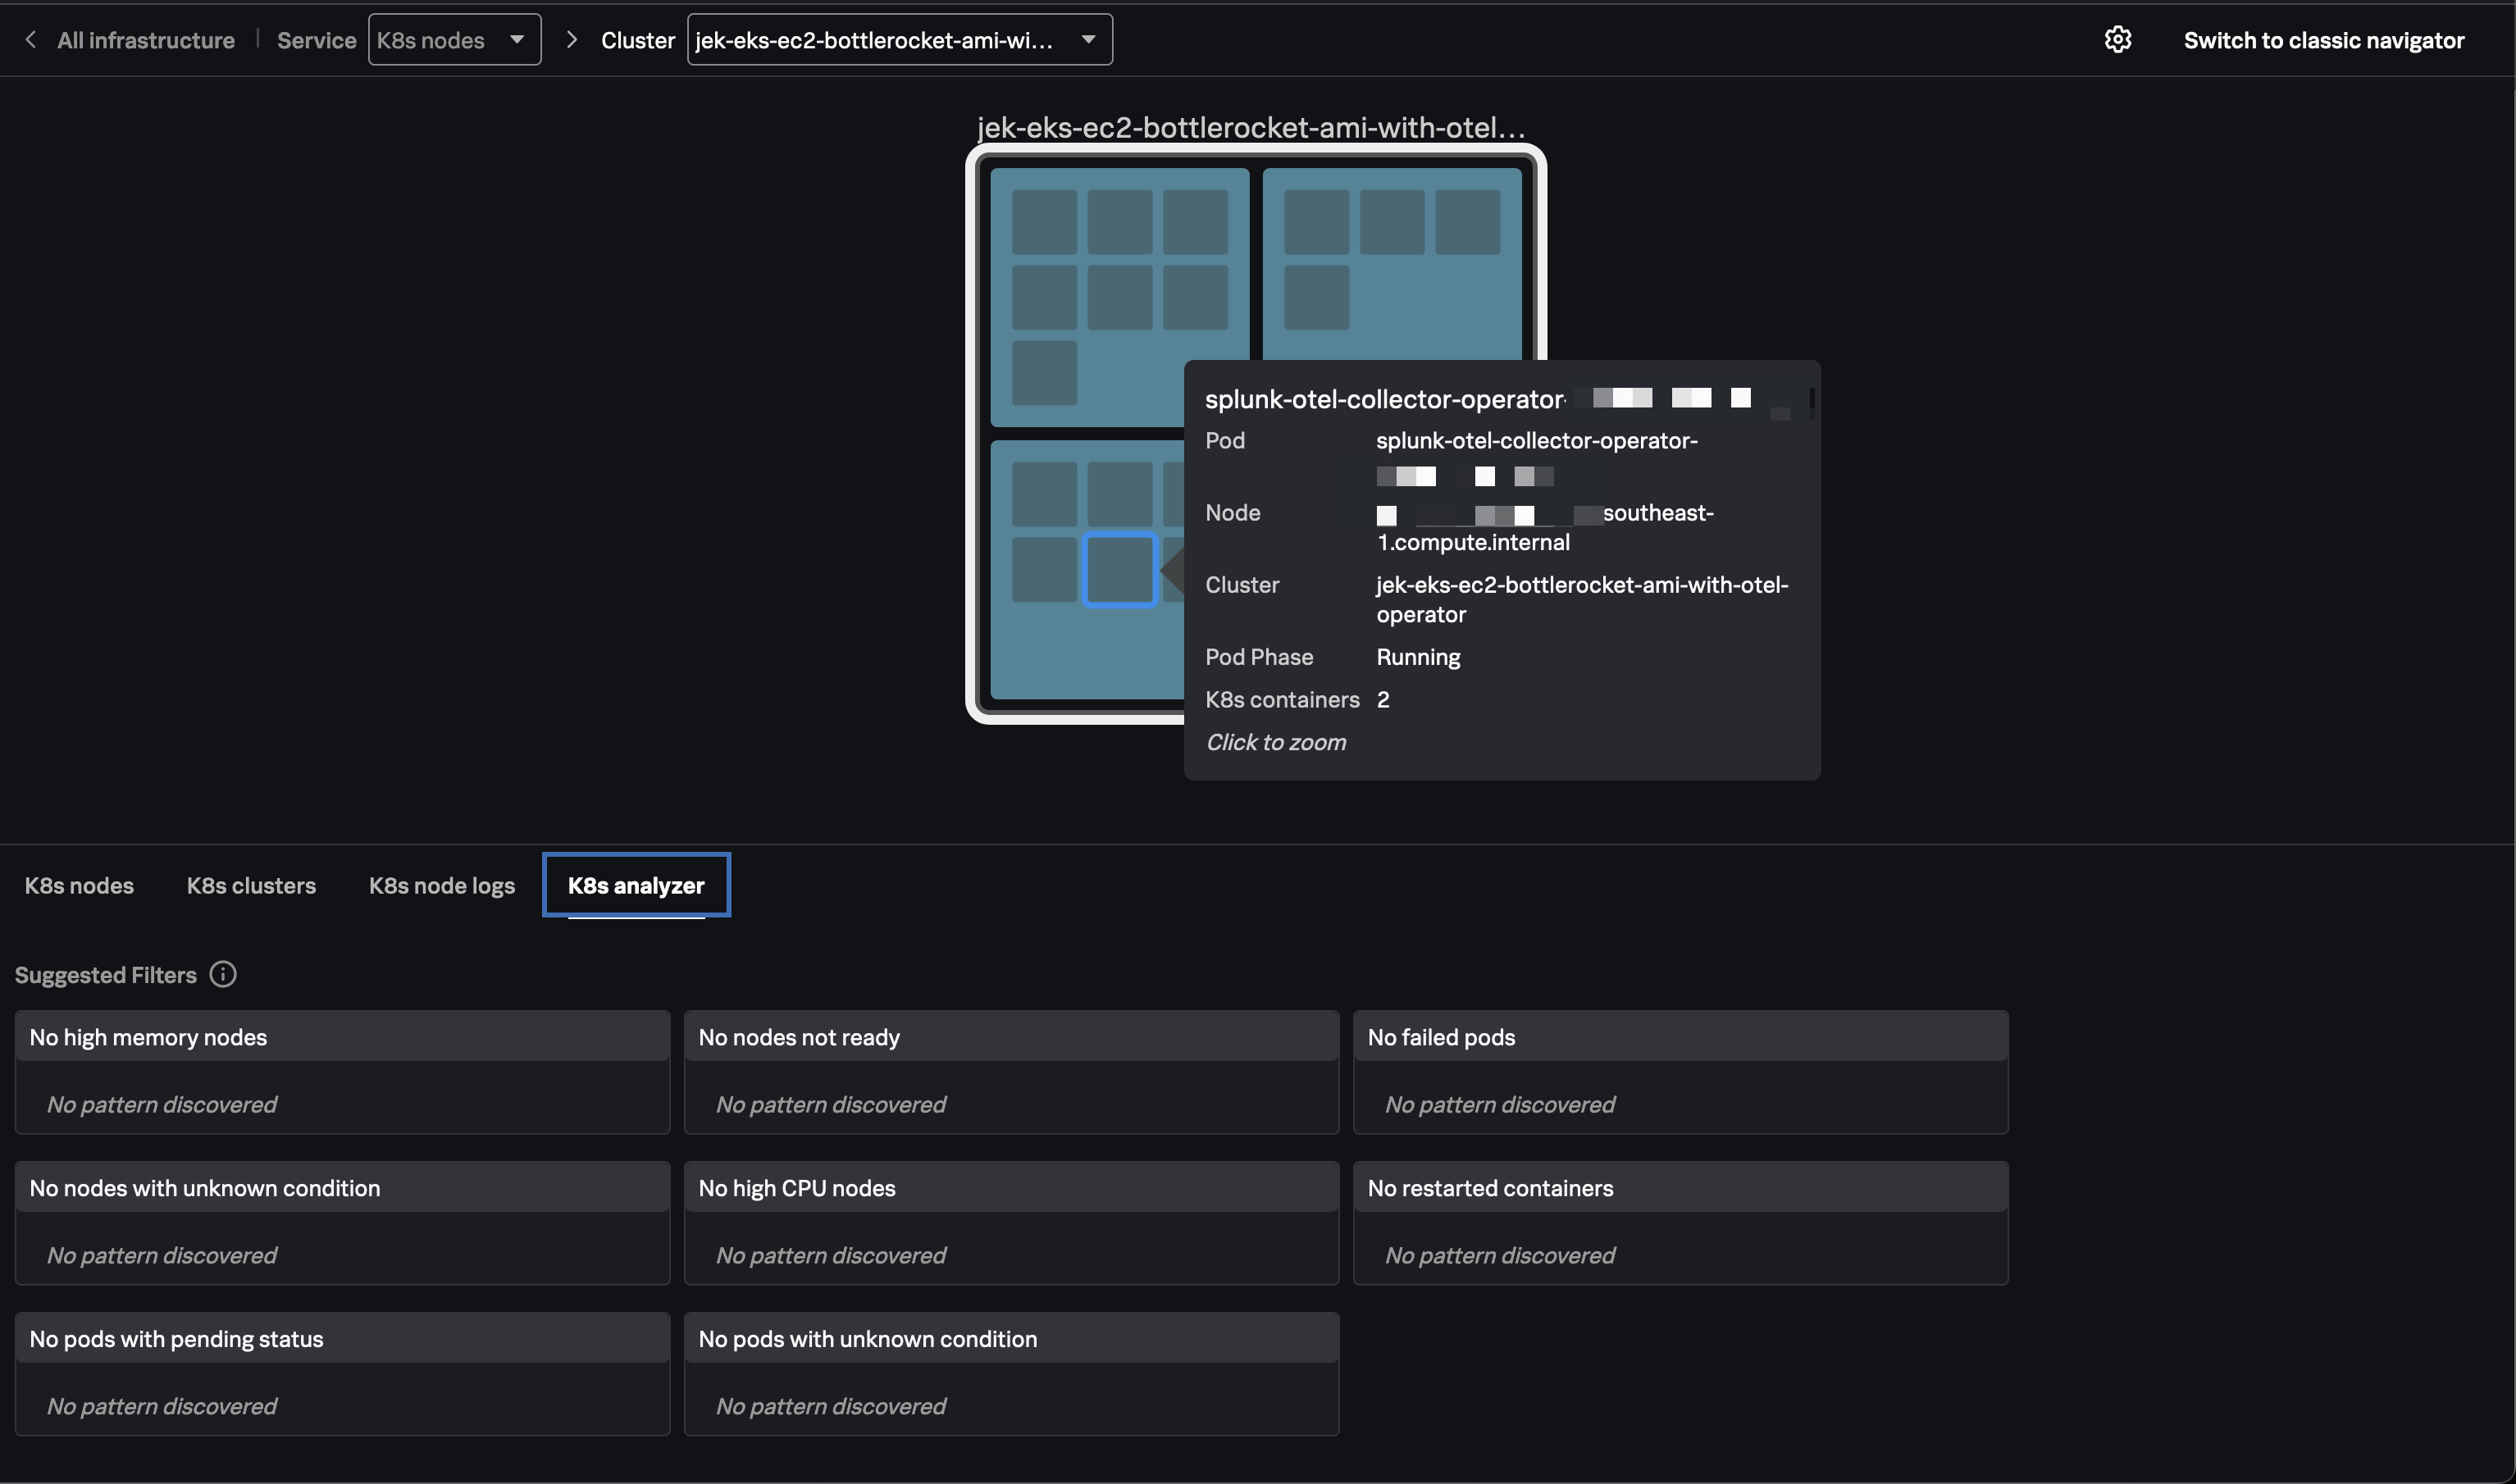 All infrastructure | Service K8s nodes > Cluster jek-eks-ec2-bottlerocket-ami-wi... Switch to classic navigator
jek-eks-ec2-bottlerocket-ami-with-otel...
splunk-otel-collector-operator-
Pod splunk-otel-collector-operator-
Node southeast-
1.compute.internal
Cluster jek-eks-ec2-bottlerocket-ami-with-otel-
operator
Pod Phase Running
K8s containers 2
Click to zoom
K8s nodes K8s clusters K8s node logs K8s analyzer
Suggested Filters
No high memory nodes No nodes not ready No failed pods
No pattern discovered No pattern discovered No pattern discovered
No nodes with unknown condition No high CPU nodes No restarted containers
No pattern discovered No pattern discovered No pattern discovered
No pods with pending status No pods with unknown condition
No pattern discovered No pattern discovered